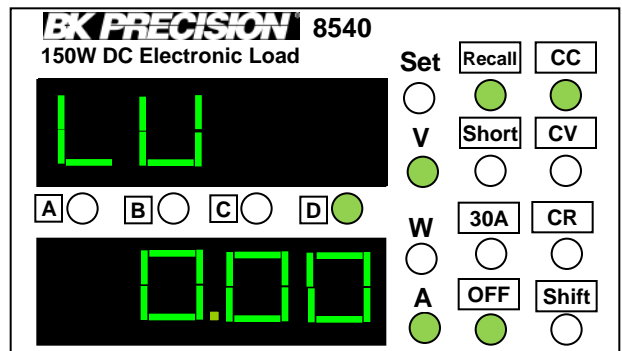 BK PRECISION® 8540
150W DC Electronic Load
Set Recall CC
LU
V Short CV
A B C D
W 30A CR
0.00
A OFF Shift